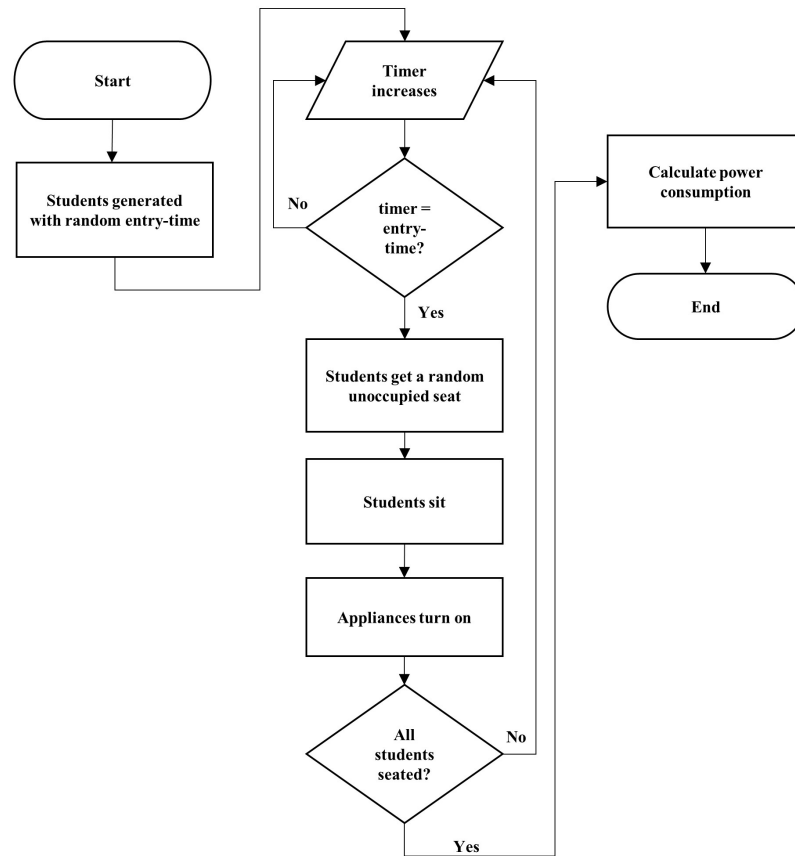 Start
Students generated
with random entry-time
Timer
increases
No
timer =
entry-
time?
Yes
Students get a random
unoccupied seat
Students sit
Appliances turn on
All
students
seated?
No
Yes
Calculate power
consumption
End